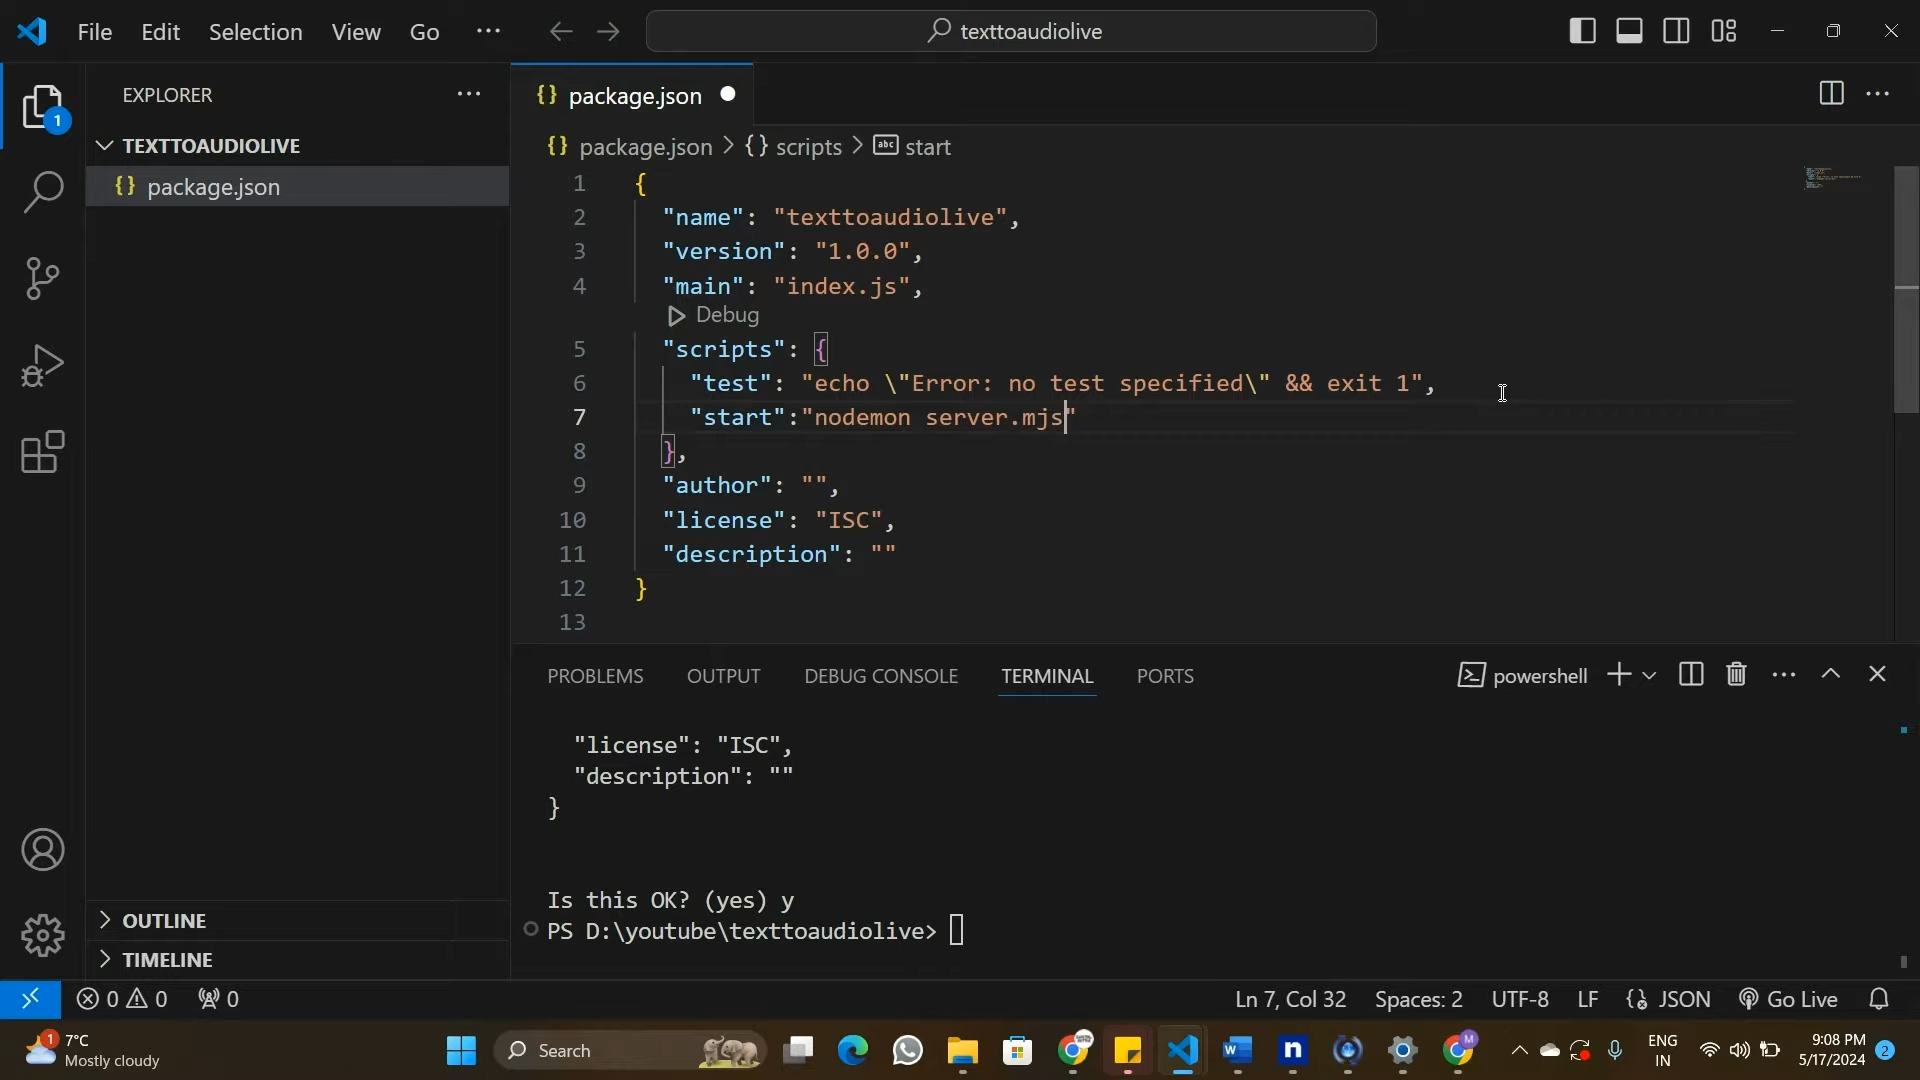 File Edit Selection View Go ··· texttoaudiolive
EXPLORER ···
1
TEXTTOAUDIOLIVE
{} package.json
{} package.json
{} package.json > {} scripts > abc start
1 {
2 "name": "texttoaudiolive",
3 "version": "1.0.0",
4 "main": "index.js",
Debug
5 "scripts": {
6 "test": "echo \"Error: no test specified\" && exit 1",
7 "start":"nodemon server.mjs"
8 },
9 "author": "",
10 "license": "ISC",
11 "description": ""
12 }
13
PROBLEMS OUTPUT DEBUG CONSOLE TERMINAL PORTS powershell
"license": "ISC",
"description": ""
}
Is this OK? (yes) y
PS D:\youtube\texttoaudiolive>
OUTLINE
TIMELINE
0 0 0 Ln 7, Col 32 Spaces: 2 UTF-8 LF {} JSON Go Live
1 7°C
Mostly cloudy
Search
W n M
ENG
IN
9:08 PM
5/17/2024
2